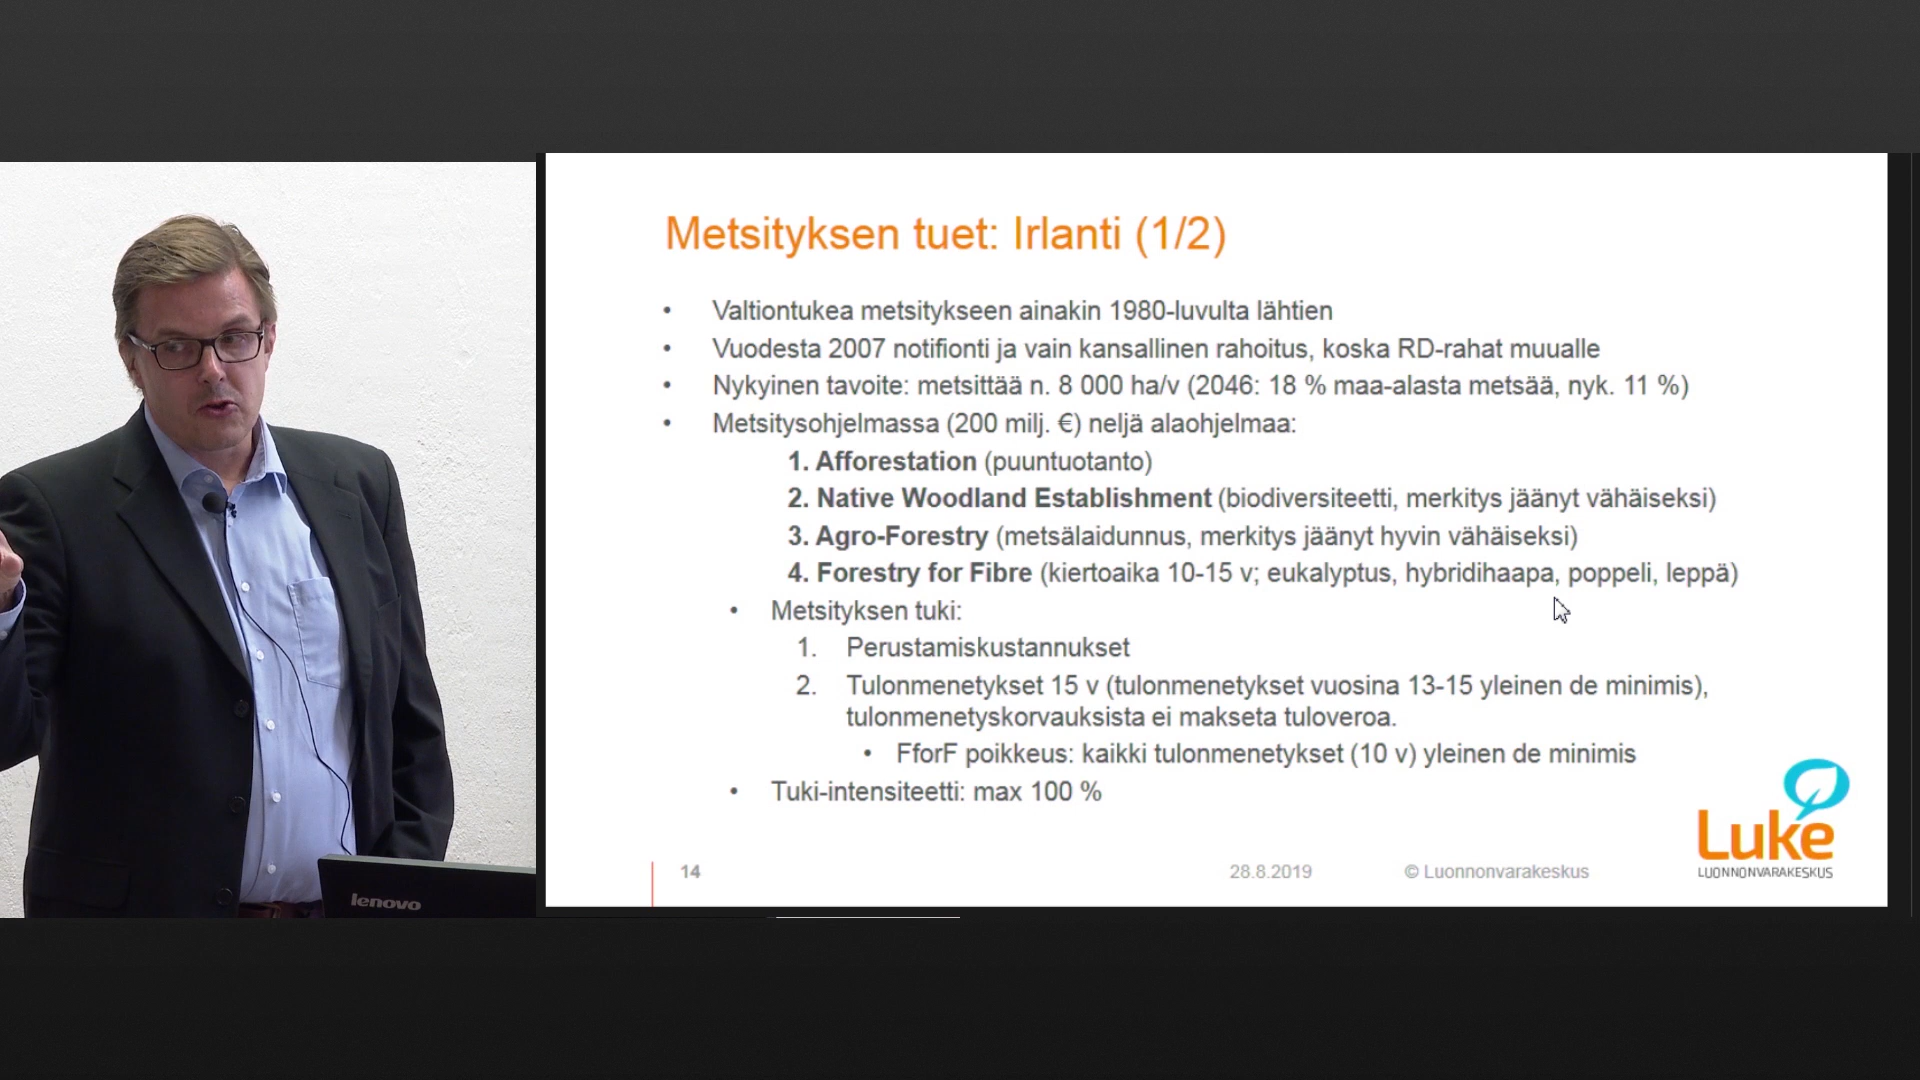 Metsityksen tuet: Irlanti (1/2)
• Valtiontukea metsitykseen ainakin 1980-luvulta lähtien
• Vuodesta 2007 notifionti ja vain kansallinen rahoitus, koska RD-rahat muualle
• Nykyinen tavoite: metsittää n. 8 000 ha/v (2046: 18 % maa-alasta metsää, nyk. 11 %)
• Metsitysohjelmassa (200 milj. €) neljä alaohjelmaa:
1. Afforestation (puuntuotanto)
2. Native Woodland Establishment (biodiversiteetti, merkitys jäänyt vähäiseksi)
3. Agro-Forestry (metsälaidunnus, merkitys jäänyt hyvin vähäiseksi)
4. Forestry for Fibre (kiertoaika 10-15 v; eukalyptus, hybridihaapa, poppeli, leppä)
• Metsityksen tuki:
1. Perustamiskustannukset
2. Tulonmenetykset 15 v (tulonmenetykset vuosina 13-15 yleinen de minimis),
tulonmenetyskorvauksista ei makseta tuloveroa.
• FforF poikkeus: kaikki tulonmenetykset (10 v) yleinen de minimis
• Tuki-intensiteetti: max 100 %
14
28.8.2019
© Luonnonvarakeskus
Luke
LUONNONVARAKESKUS
lenovo